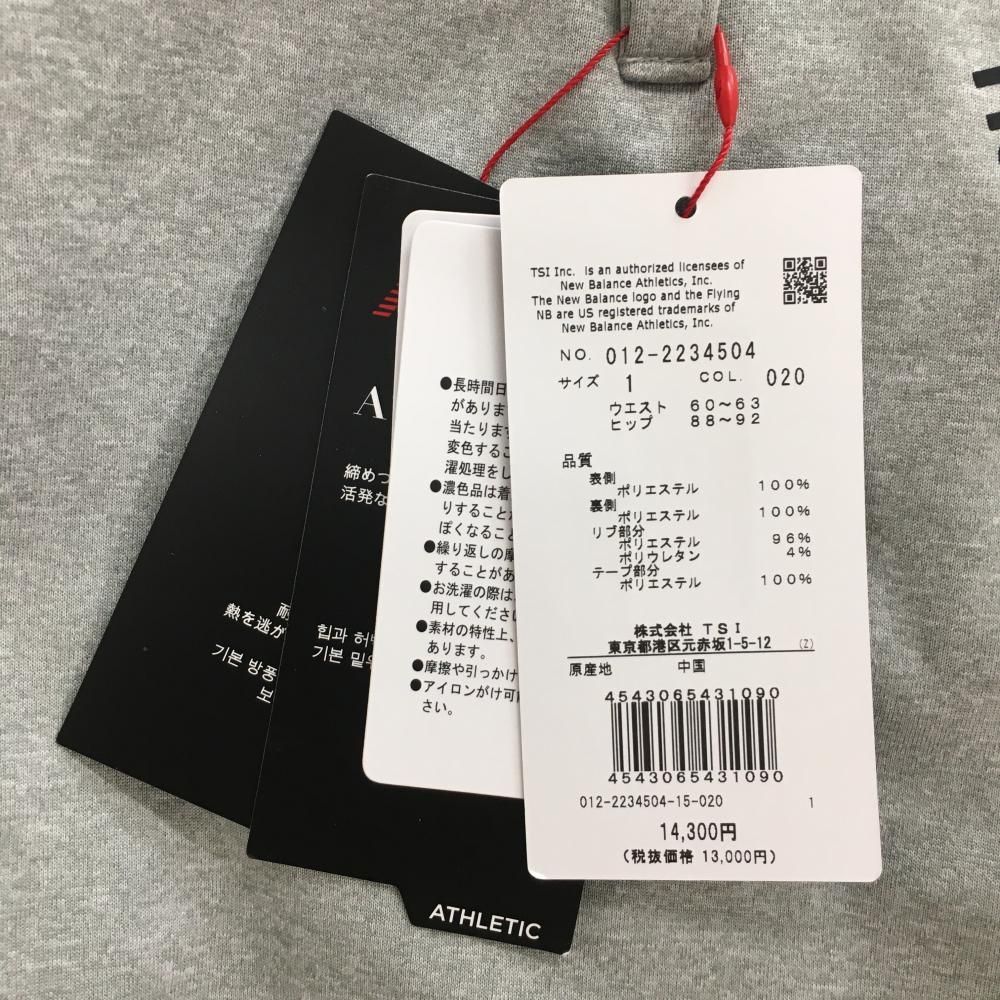 TSI Inc. is an authorized licensees of
New Balance Athletics, Inc.
The New Balance logo and the Flying
NB are US registered trademarks of
New Balance Athletics, Inc.
NO. 012-2234504
サイズ 1 COL. 020
ウエスト 60～63
ヒップ 88～92
品質
表側
ポリエステル 100%
裏側
ポリエステル 100%
リブ部分
ポリエステル 96%
ポリウレタン 4%
テープ部分
ポリエステル 100%
株式会社 TSI
東京都港区元赤坂1-5-12 (Z)
原産地 中国
4543065431090
4543065431090
012-2234504-15-020 1
14,300円
(税抜価格 13,000円)
●長時間日
がありま
当たります
変色するこ
濯処理をし
●濃色品は着
りすることが
ぽくなること
●繰り返しの摩
することがあ
●お洗濯の際は
用してくださ
●素材の特性上、
あります。
●摩擦や引っかけ
●アイロンがけ可
さい。
A
締めつ
活発な
힙과 허벅
기본 밑
ATHLETIC
耐
熱を逃が
기본 방풍
보